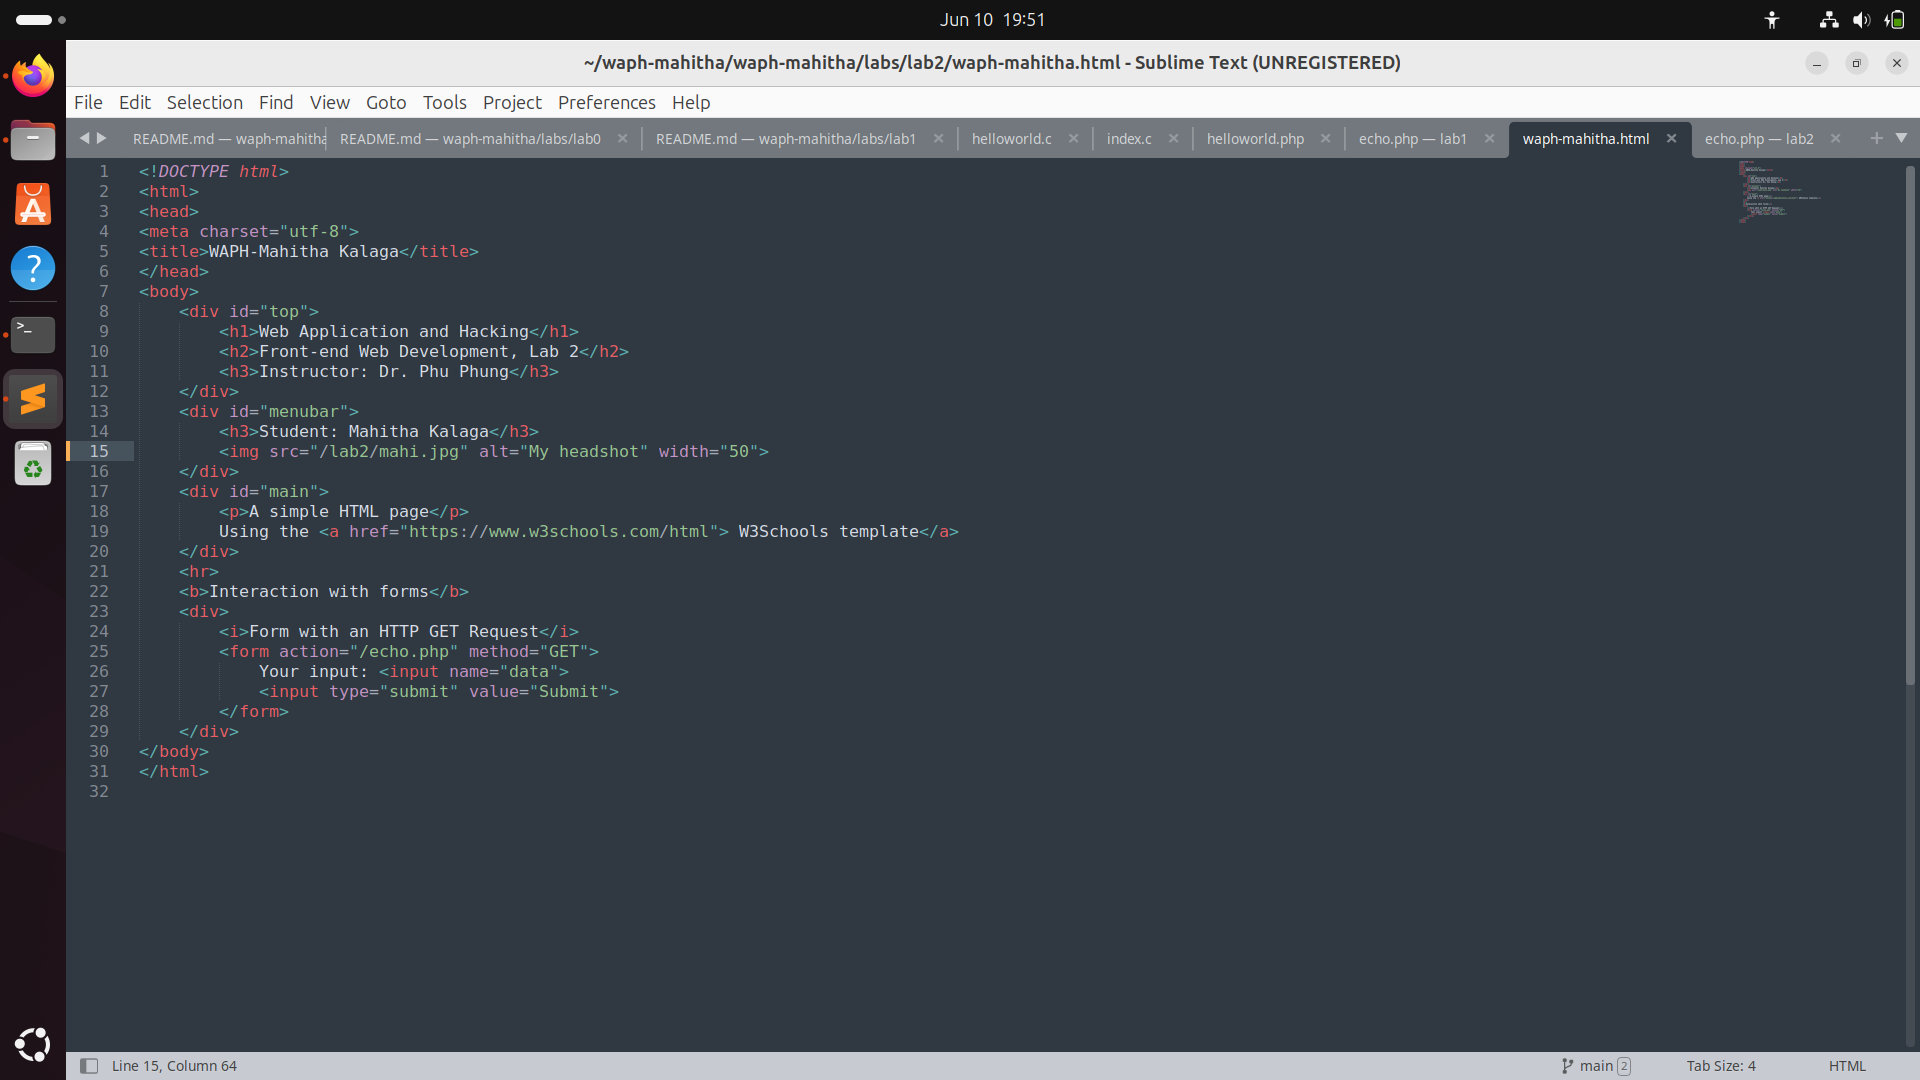 Jun 10 19:51
~/waph-mahitha/waph-mahitha/labs/lab2/waph-mahitha.html - Sublime Text (UNREGISTERED)
File Edit Selection Find View Goto Tools Project Preferences Help
README.md — waph-mahitha README.md — waph-mahitha/labs/lab0 README.md — waph-mahitha/labs/lab1 helloworld.c index.c helloworld.php echo.php — lab1 waph-mahitha.html echo.php — lab2
1 <!DOCTYPE html>
2 <html>
3 <head>
4 <meta charset="utf-8">
5 <title>WAPH-Mahitha Kalaga</title>
6 </head>
7 <body>
8 <div id="top">
9 <h1>Web Application and Hacking</h1>
10 <h2>Front-end Web Development, Lab 2</h2>
11 <h3>Instructor: Dr. Phu Phung</h3>
12 </div>
13 <div id="menubar">
14 <h3>Student: Mahitha Kalaga</h3>
15 <img src="/lab2/mahi.jpg" alt="My headshot" width="50">
16 </div>
17 <div id="main">
18 <p>A simple HTML page</p>
19 Using the <a href="https://www.w3schools.com/html"> W3Schools template</a>
20 </div>
21 <hr>
22 <b>Interaction with forms</b>
23 <div>
24 <i>Form with an HTTP GET Request</i>
25 <form action="/echo.php" method="GET">
26 Your input: <input name="data">
27 <input type="submit" value="Submit">
28 </form>
29 </div>
30 </body>
31 </html>
32
Line 15, Column 64 main 2 Tab Size: 4 HTML